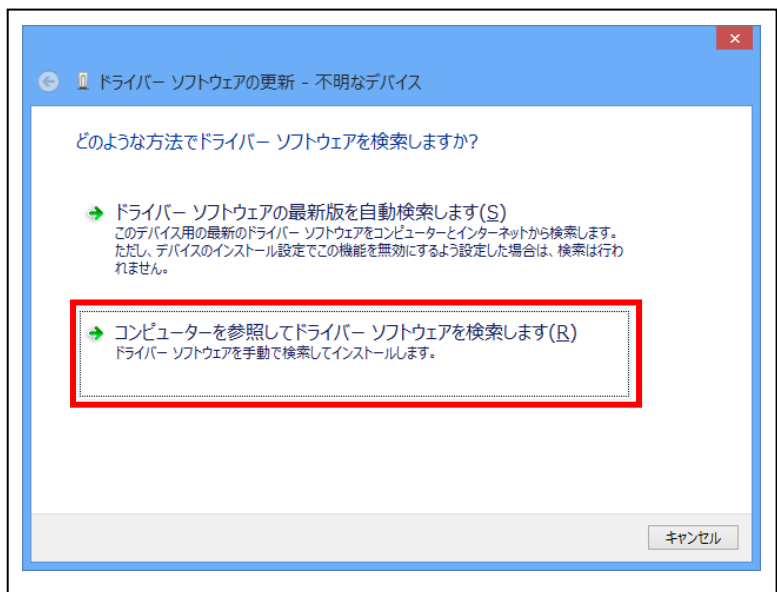 ドライバー ソフトウェアの更新 - 不明なデバイス
どのような方法でドライバー ソフトウェアを検索しますか?
ドライバー ソフトウェアの最新版を自動検索します(S)
このデバイス用の最新のドライバー ソフトウェアをコンピューターとインターネットから検索します。
ただし、デバイスのインストール設定でこの機能を無効にするよう設定した場合は、検索は行わ
れません。
コンピューターを参照してドライバー ソフトウェアを検索します(R)
ドライバー ソフトウェアを手動で検索してインストールします。
キャンセル